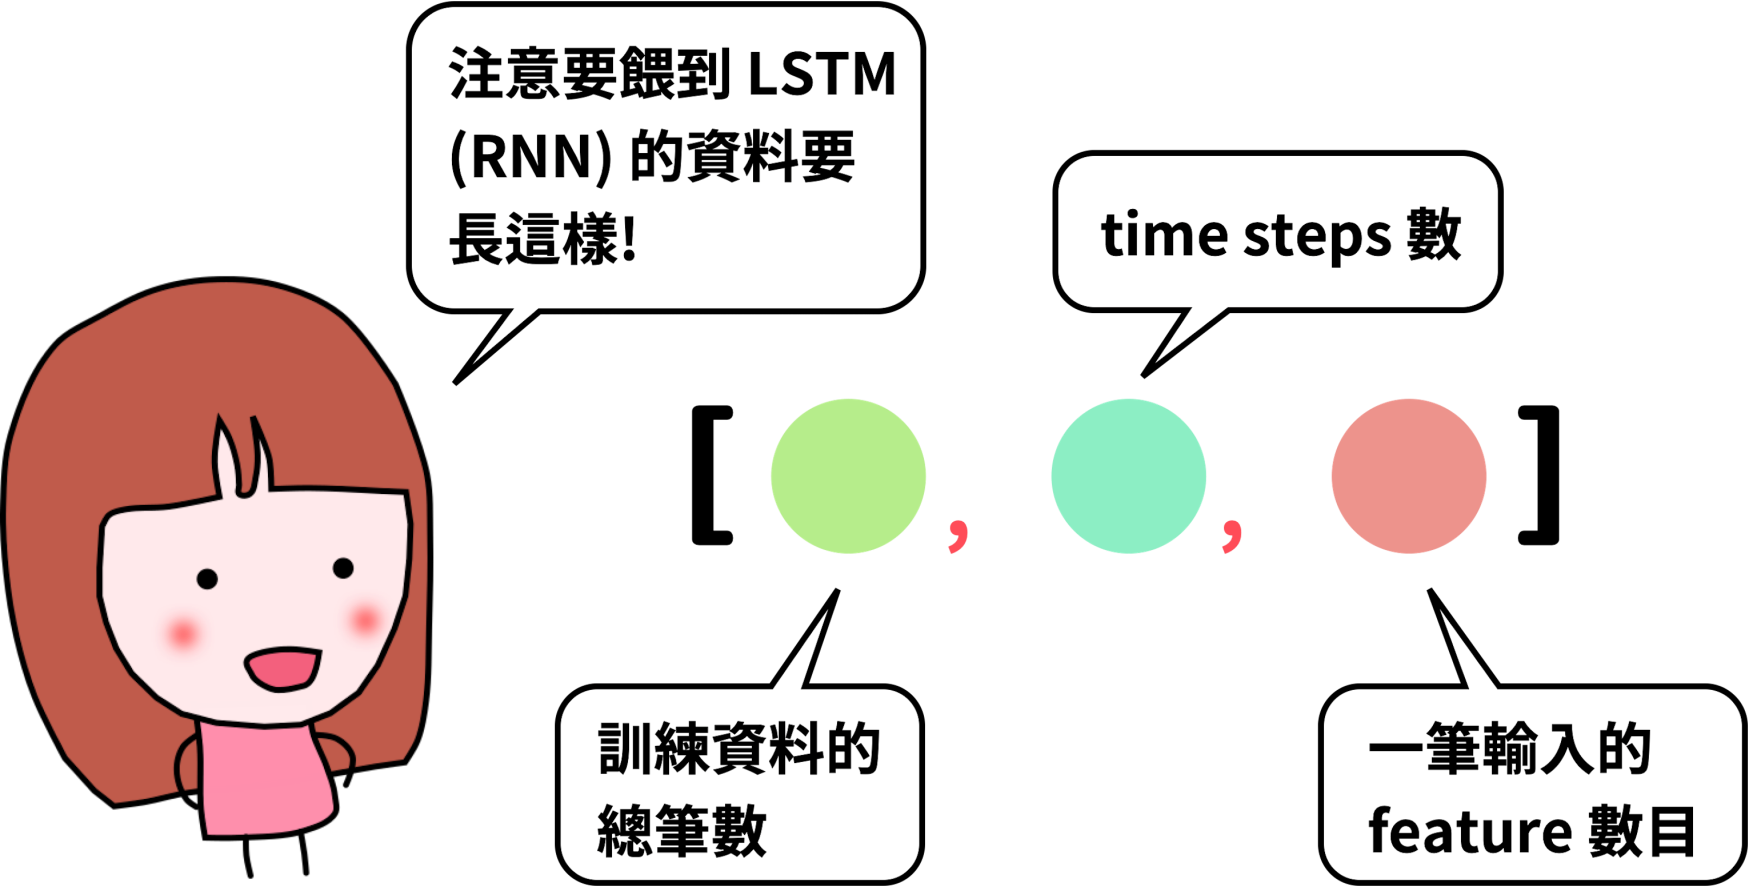 注意要餵到 LSTM
(RNN) 的資料要
長這樣!
time steps 數
[ , , ]
訓練資料的
總筆數
一筆輸入的
feature 數目